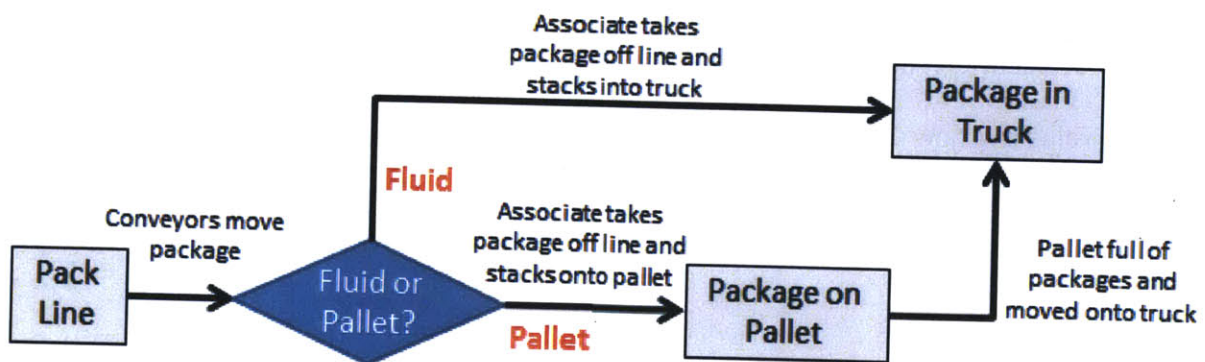 Associate takes
package off line and
stacks into truck
Package in
Truck
Fluid
Conveyors move
package
Associate takes
package off line and
stacks onto pallet
Pallet full of
packages and
moved onto truck
Pack
Line
Fluid or
Pallet?
Pallet
Package on
Pallet